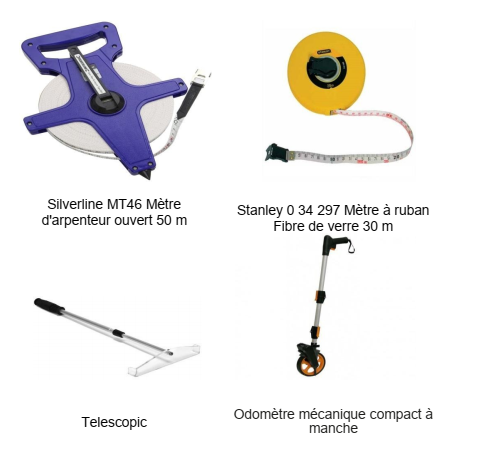 Silverline MT46 Mètre
d'arpenteur ouvert 50 m
Stanley 0 34 297 Mètre à ruban
Fibre de verre 30 m
Telescopic
Odomètre mécanique compact à
manche